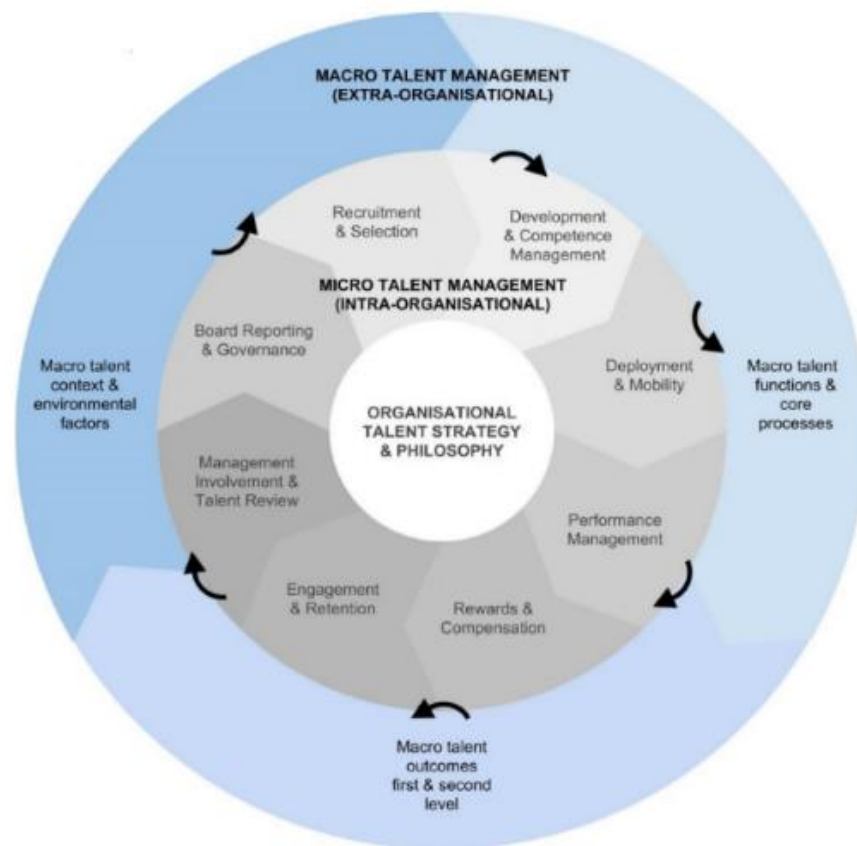 MACRO TALENT MANAGEMENT
(EXTRA-ORGANISATIONAL)
Recruitment
& Selection
Development
& Competence
Management
MICRO TALENT MANAGEMENT
(INTRA-ORGANISATIONAL)
Board Reporting
& Governance
Deployment
& Mobility
Macro talent
context &
environmental
factors
Macro talent
functions &
core
processes
ORGANISATIONAL
TALENT STRATEGY
& PHILOSOPHY
Management
Involvement &
Talent Review
Performance
Management
Engagement
& Retention
Rewards &
Compensation
Macro talent
outcomes
first & second
level